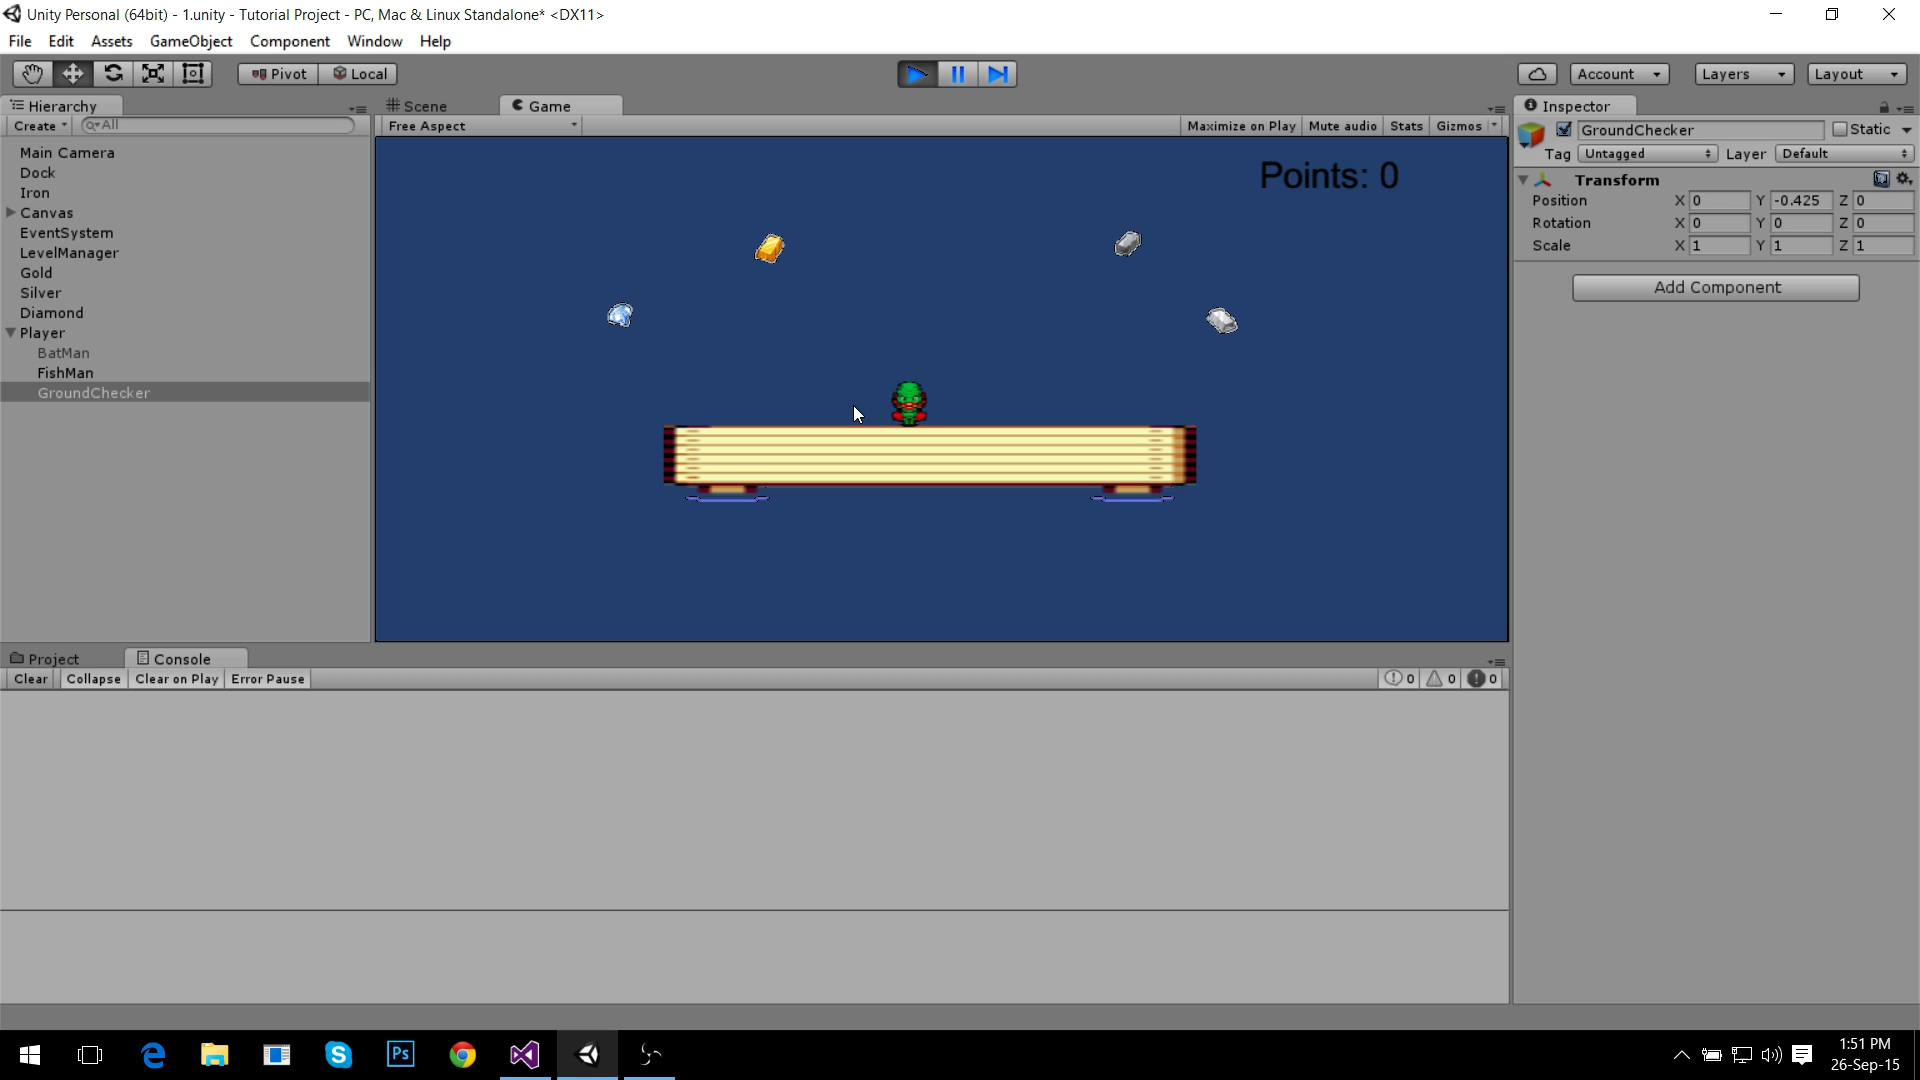 Unity Personal (64bit) - 1.unity - Tutorial Project - PC, Mac & Linux Standalone* <DX11>
File Edit Assets GameObject Component Window Help
Pivot Local Account Layers Layout
Hierarchy
Create All
Main Camera
Dock
Iron
Canvas
EventSystem
LevelManager
Gold
Silver
Diamond
Player
BatMan
FishMan
GroundChecker
Scene Game
Free Aspect Maximize on Play Mute audio Stats Gizmos
Points: 0
Inspector
GroundChecker Static
Tag Untagged Layer Default
Transform
Position X 0 Y -0.425 Z 0
Rotation X 0 Y 0 Z 0
Scale X 1 Y 1 Z 1
Add Component
Project Console
Clear Collapse Clear on Play Error Pause 0 0 0
Ps
1:51 PM
26-Sep-15